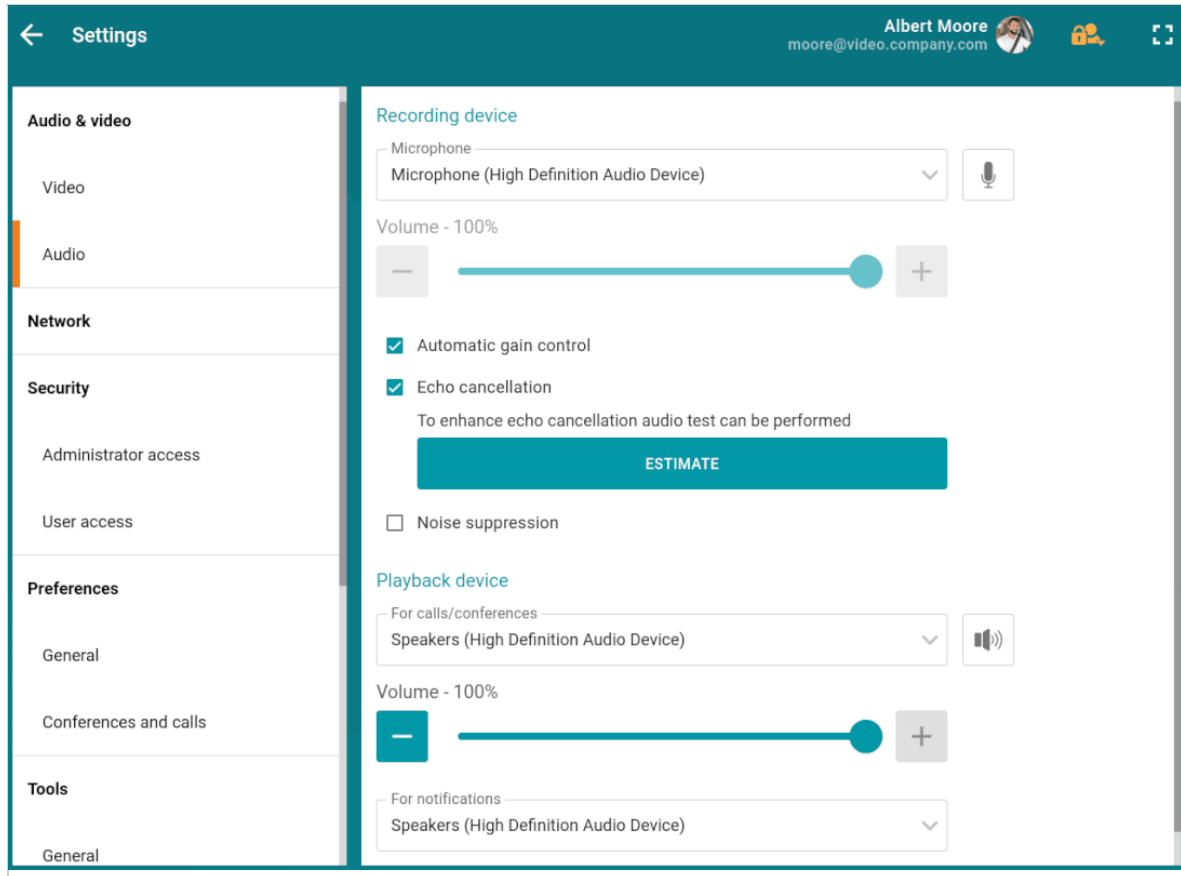 Settings
Albert Moore
moore@video.company.com
Audio & video
Video
Audio
Network
Security
Administrator access
User access
Preferences
General
Conferences and calls
Tools
General
Recording device
Microphone
Microphone (High Definition Audio Device)
Volume - 100%
Automatic gain control
Echo cancellation
To enhance echo cancellation audio test can be performed
ESTIMATE
Noise suppression
Playback device
For calls/conferences
Speakers (High Definition Audio Device)
Volume - 100%
For notifications
Speakers (High Definition Audio Device)